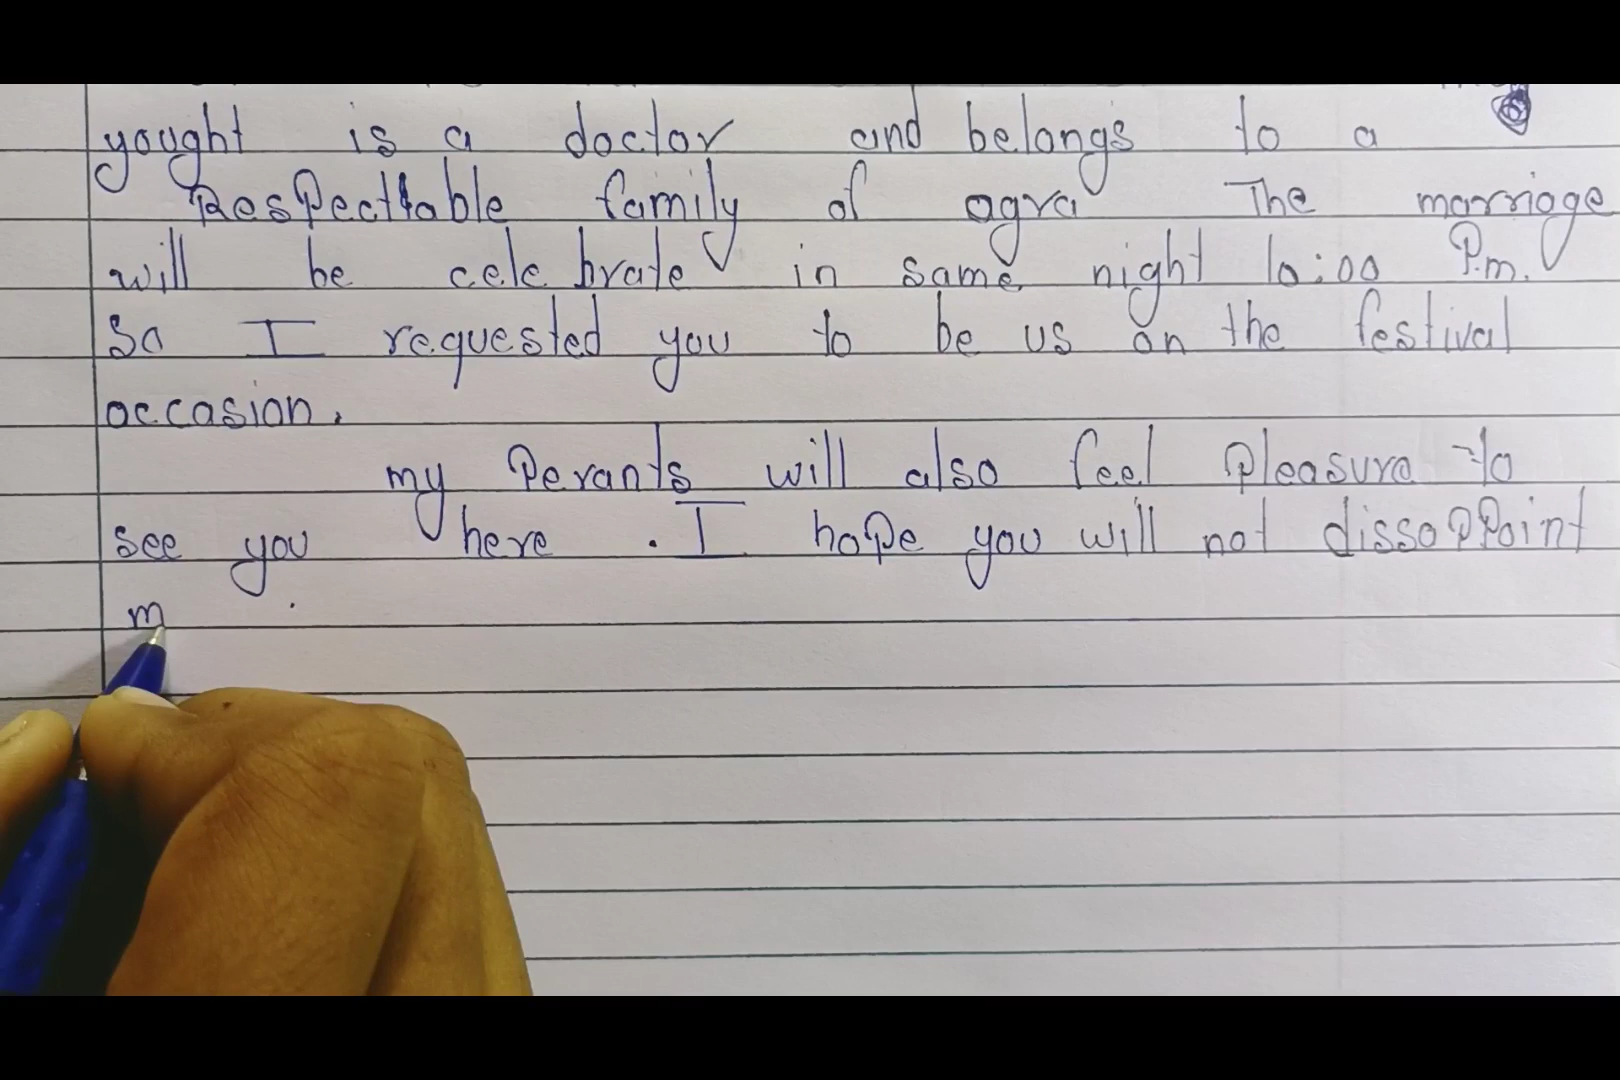 yought is a doctor and belongs to a
Respecttable family of agra The marriage
will be cele brate in same night 10:00 P.m.
So I requested you to be us on the festival
occasion.
my Perants will also feel Pleasure to
see you here . I hope you will not dissapPoint
m